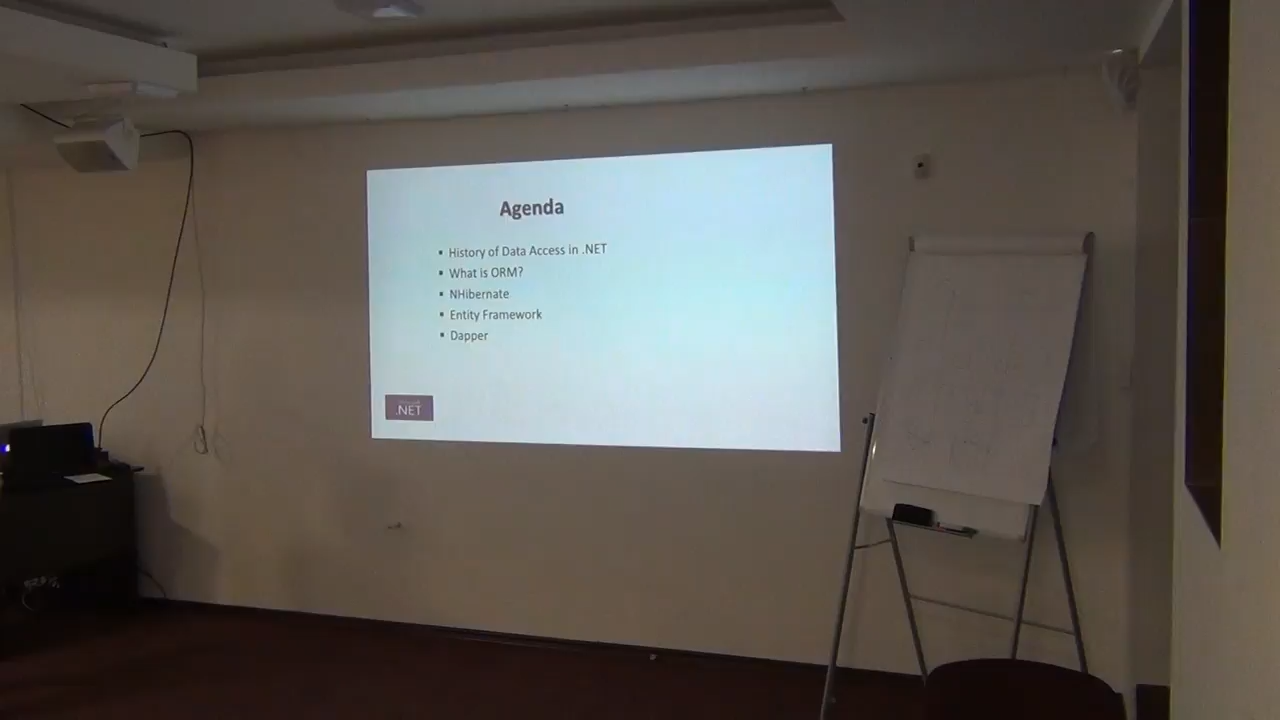 Agenda
▪ History of Data Access in .NET
▪ What is ORM?
▪ NHibernate
▪ Entity Framework
▪ Dapper
.NET